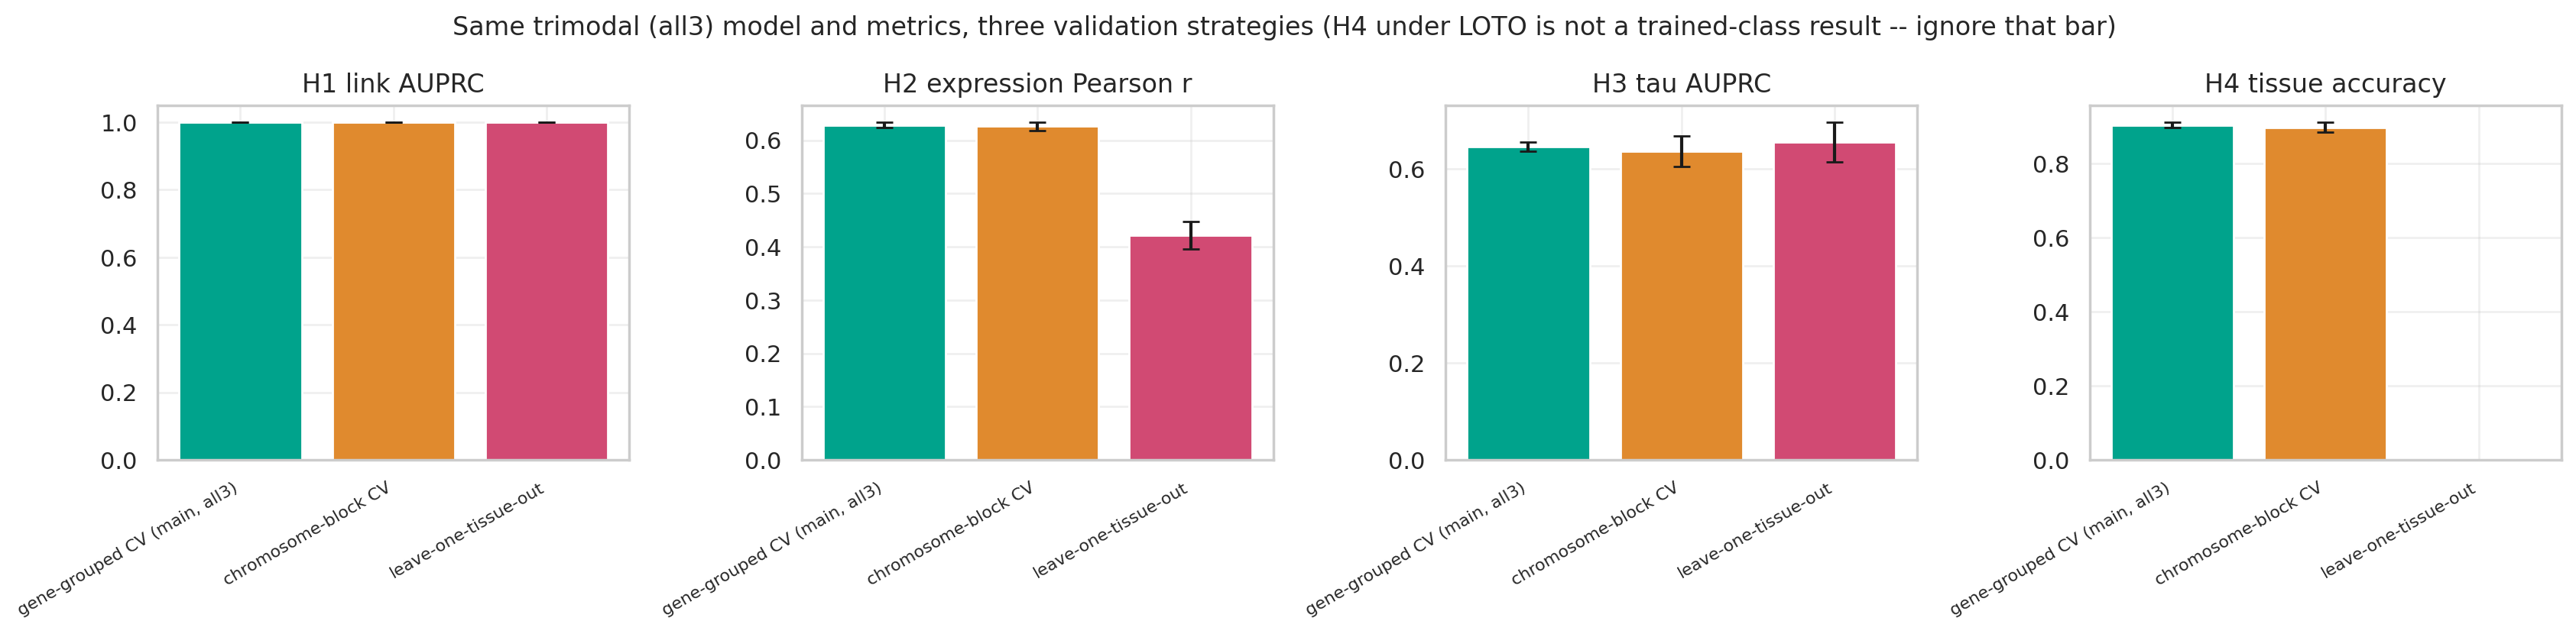 Same trimodal (all3) model and metrics, three validation strategies (H4 under LOTO is not a trained-class result -- ignore that bar)
H1 link AUPRC
1.0
0.8
0.6
0.4
0.2
0.0
gene-grouped CV (main, all3)
chromosome-block CV
leave-one-tissue-out
H2 expression Pearson r
0.6
0.5
0.4
0.3
0.2
0.1
0.0
gene-grouped CV (main, all3)
chromosome-block CV
leave-one-tissue-out
H3 tau AUPRC
0.6
0.4
0.2
0.0
gene-grouped CV (main, all3)
chromosome-block CV
leave-one-tissue-out
H4 tissue accuracy
0.8
0.6
0.4
0.2
0.0
gene-grouped CV (main, all3)
chromosome-block CV
leave-one-tissue-out